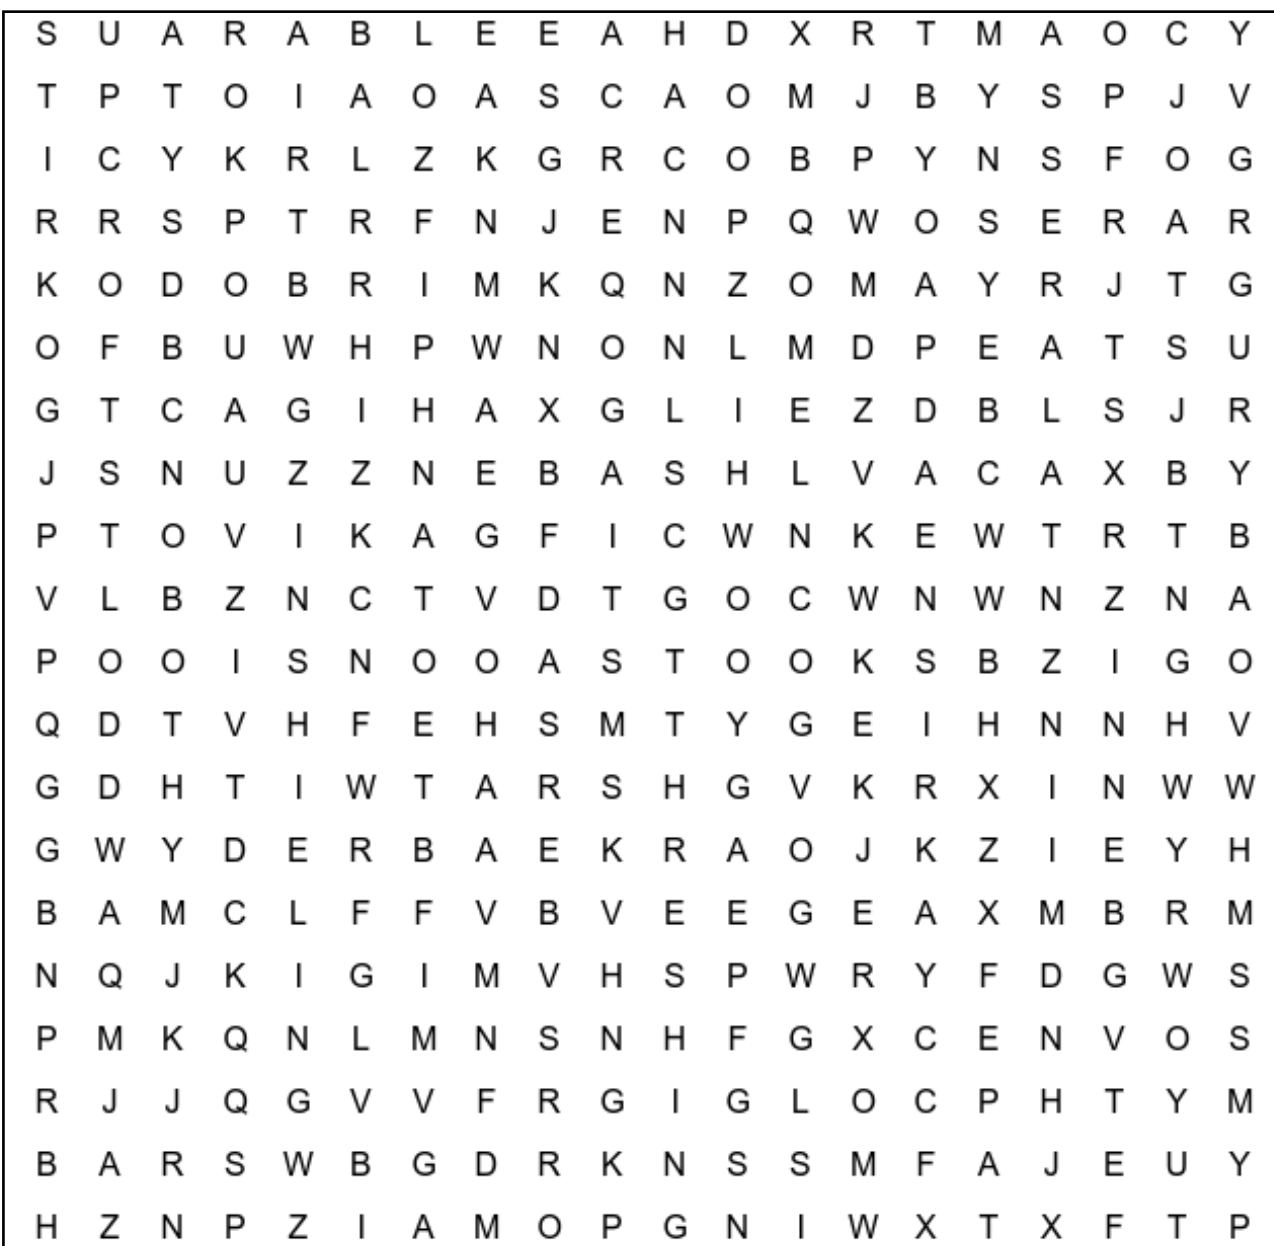 S U A R A B L E E A H D X R T M A O C Y
T P T O I A O A S C A O M J B Y S P J V
I C Y K R L Z K G R C O B P Y N S F O G
R R S P T R F N J E N P Q W O S E R A R
K O D O B R I M K Q N Z O M A Y R J T G
O F B U W H P W N O N L M D P E A T S U
G T C A G I H A X G L I E Z D B L S J R
J S N U Z Z N E B A S H L V A C A X B Y
P T O V I K A G F I C W N K E W T R T B
V L B Z N C T V D T G O C W N W N Z N A
P O O I S N O O A S T O O K S B Z I G O
Q D T V H F E H S M T Y G E I H N N H V
G D H T I W T A R S H G V K R X I N W W
G W Y D E R B A E K R A O J K Z I E Y H
B A M C L F F V B V E E G E A X M B R M
N Q J K I G I M V H S P W R Y F D G W S
P M K Q N L M N S N H F G X C E N V O S
R J J Q G V V F R G I G L O C P H T Y M
B A R S W B G D R K N S S M F A J E U Y
H Z N P Z I A M O P G N I W X T X F T P